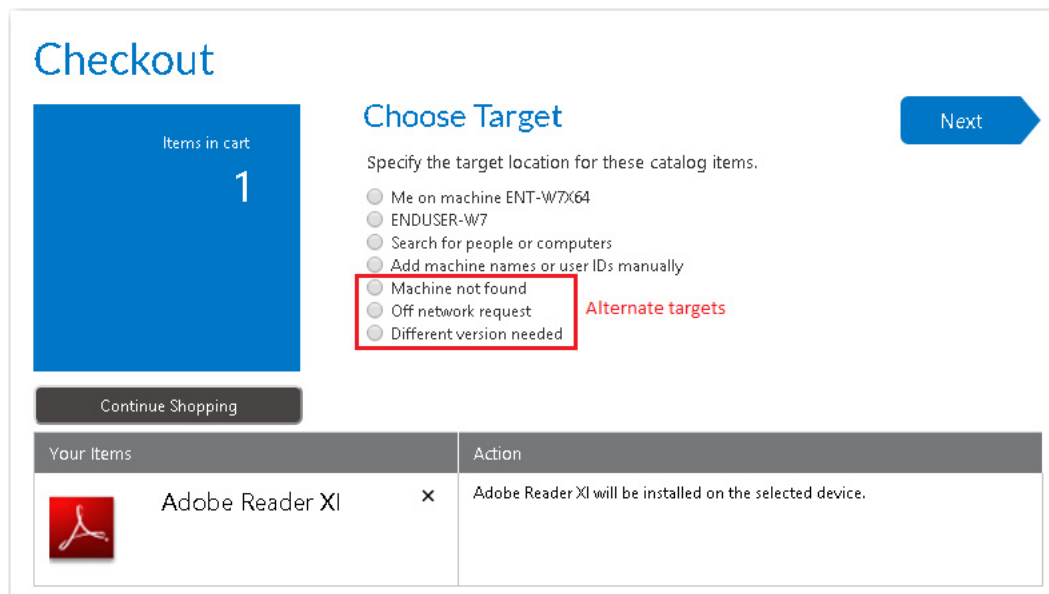 Checkout
Items in cart
1
Choose Target
Next
Specify the target location for these catalog items.
Me on machine ENT-W7X64
ENDUSER-W7
Search for people or computers
Add machine names or user IDs manually
Machine not found
Off network request
Different version needed
Alternate targets
Continue Shopping
Your Items
Action
Adobe Reader XI
×
Adobe Reader XI will be installed on the selected device.